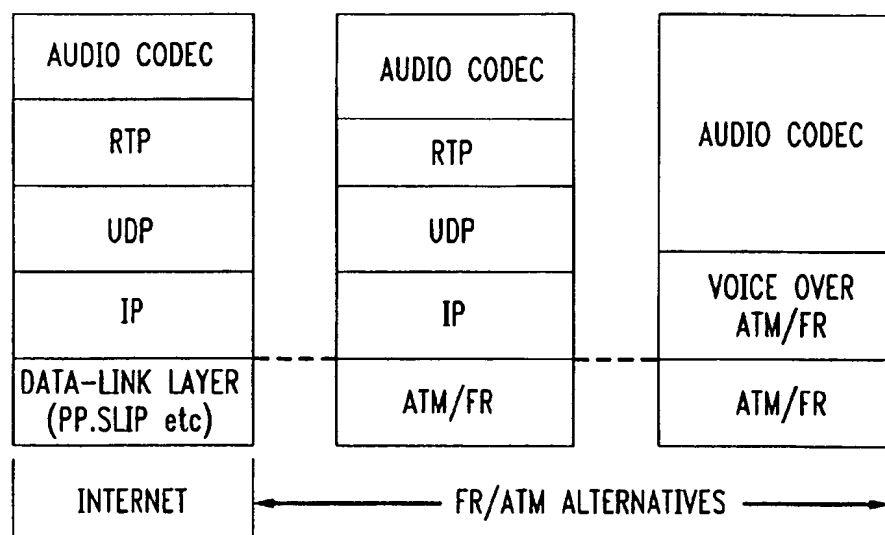 AUDIO CODEC
RTP
UDP
IP
DATA-LINK LAYER
(PP.SLIP etc)
INTERNET
AUDIO CODEC
RTP
UDP
IP
ATM/FR
AUDIO CODEC
VOICE OVER
ATM/FR
ATM/FR
FR/ATM ALTERNATIVES